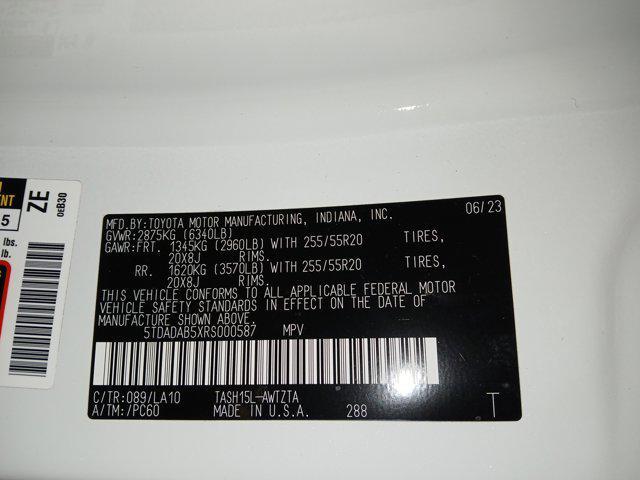 MFD.BY:TOYOTA MOTOR MANUFACTURING, INDIANA, INC. 06/23
GVWR:2875KG (6340LB)
GAWR:FRT. 1345KG (2960LB) WITH 255/55R20 TIRES,
20X8J RIMS.
RR. 1620KG (3570LB) WITH 255/55R20 TIRES,
20X8J RIMS.
THIS VEHICLE CONFORMS TO ALL APPLICABLE FEDERAL MOTOR
VEHICLE SAFETY STANDARDS IN EFFECT ON THE DATE OF
MANUFACTURE SHOWN ABOVE.
5TDADAB5XRS000587 MPV
C/TR:089/LA10 TASH15L-AWTZTA
A/TM:/PC60 MADE IN U.S.A. 288 T
ZE
0EB30
5
lbs.
lb.